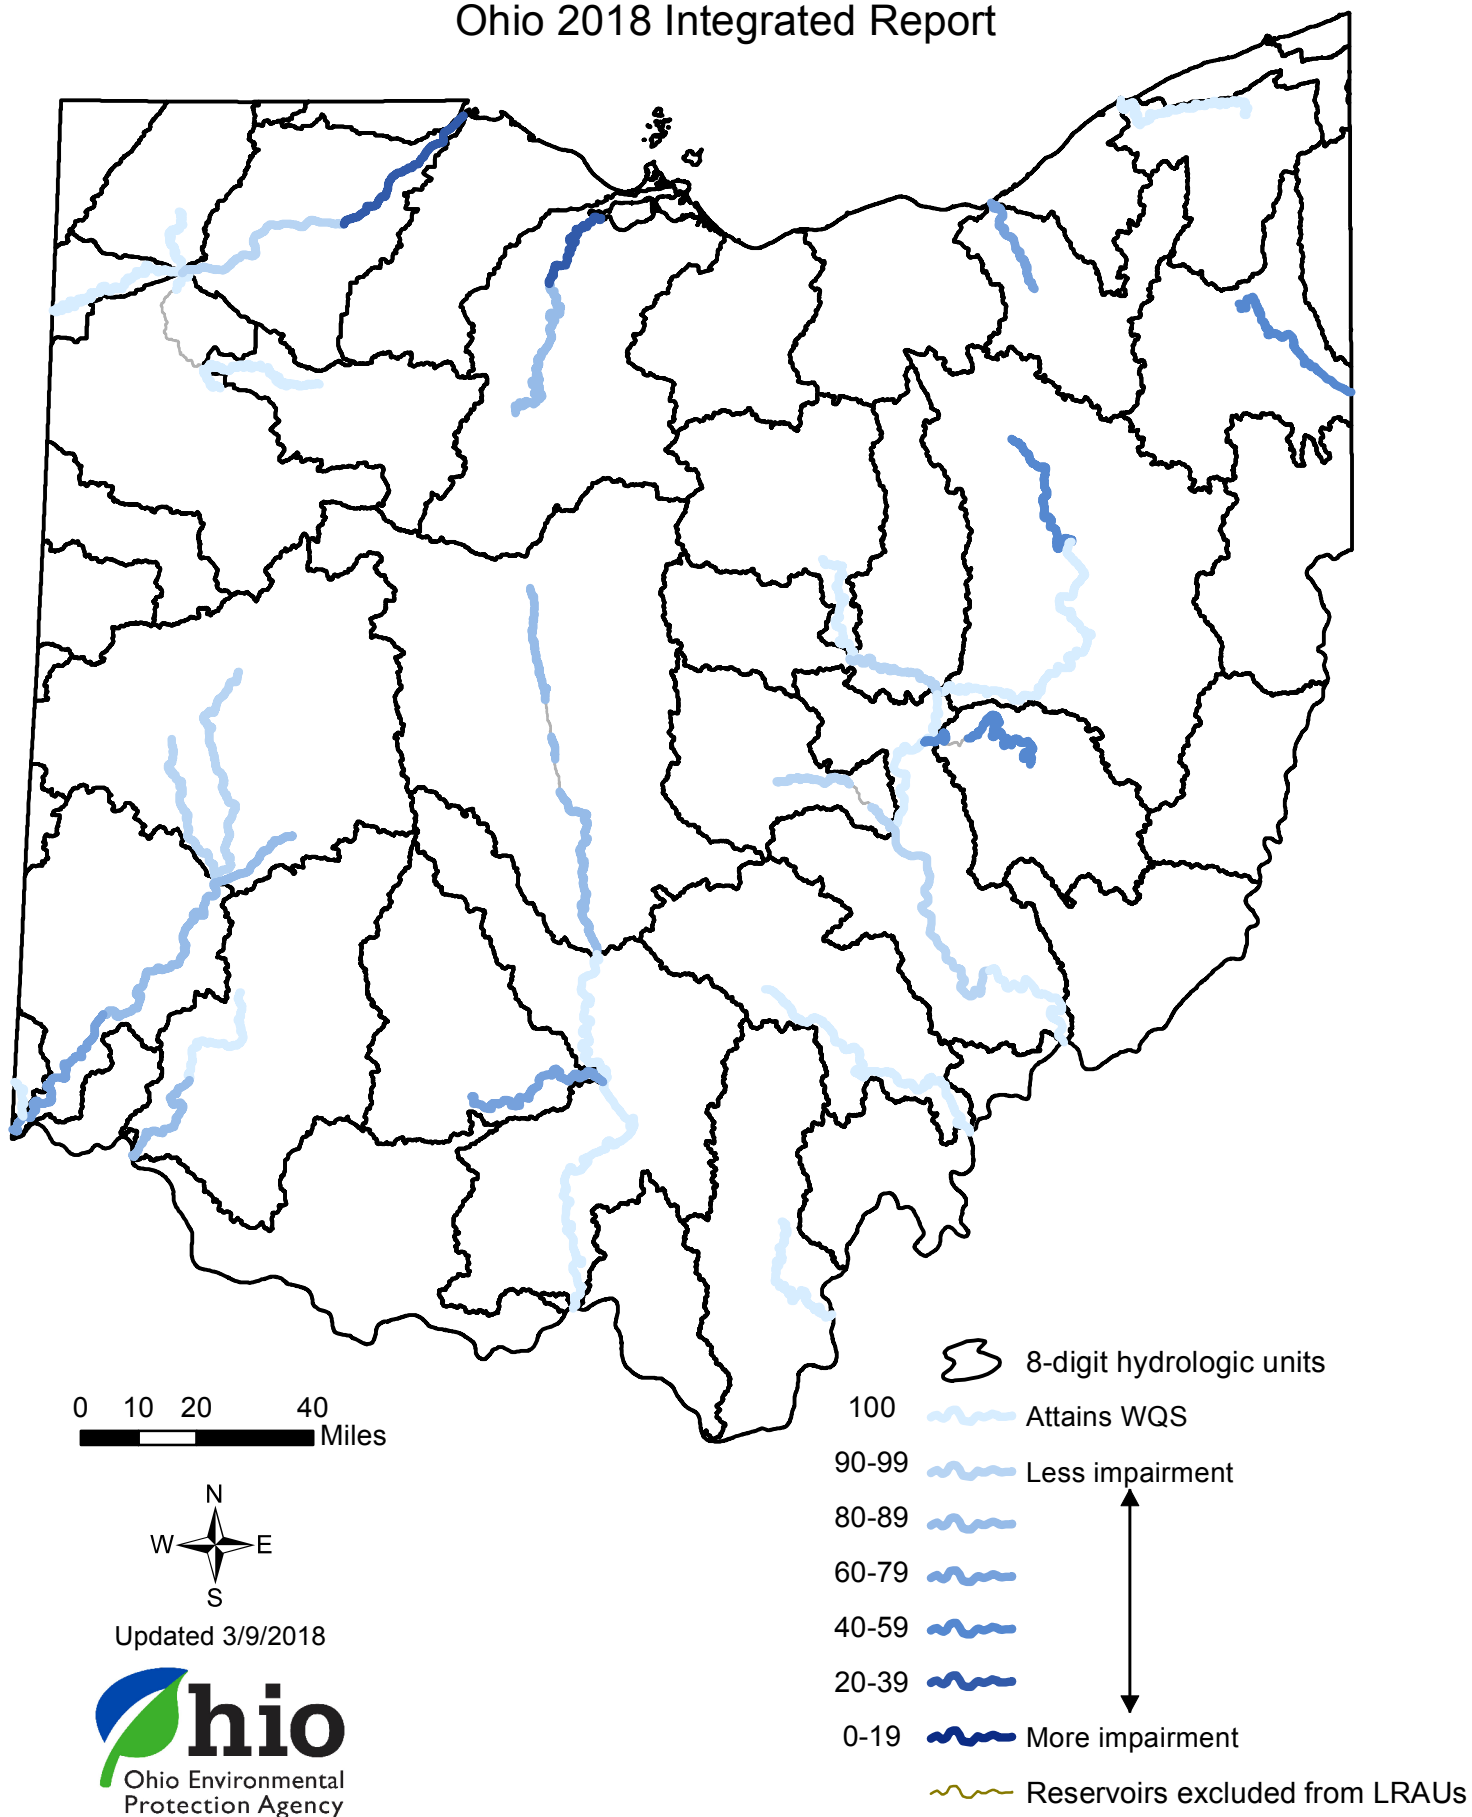 Ohio 2018 Integrated Report
8-digit hydrologic units
100 Attains WQS
90-99 Less impairment
80-89
60-79
40-59
20-39
0-19 More impairment
Reservoirs excluded from LRAUs
0 10 20 40
Miles
N
W E
S
Updated 3/9/2018
Ohio
Ohio Environmental
Protection Agency